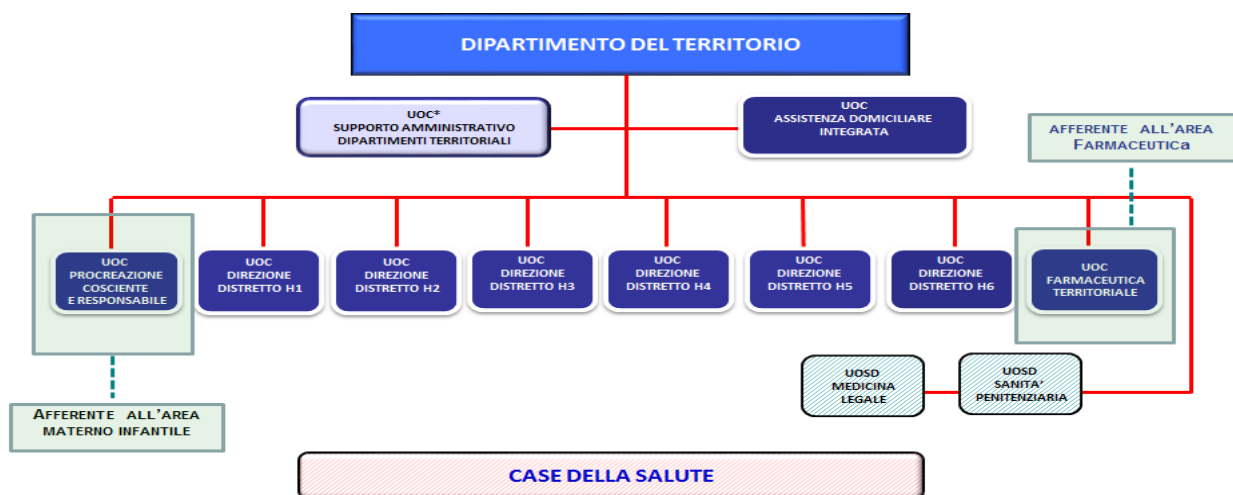 DIPARTIMENTO DEL TERRITORIO
UOC*
SUPPORTO AMMINISTRATIVO
DIPARTIMENTI TERRITORIALI
UOC
ASSISTENZA DOMICILIARE
INTEGRATA
AFFERENTE ALL'AREA
FARMACEUTICa
UOC
PROCREAZIONE
COSCIENTE
E RESPONSABILE
UOC
DIREZIONE
DISTRETTO H1
UOC
DIREZIONE
DISTRETTO H2
UOC
DIREZIONE
DISTRETTO H3
UOC
DIREZIONE
DISTRETTO H4
UOC
DIREZIONE
DISTRETTO H5
UOC
DIREZIONE
DISTRETTO H6
UOC
FARMACEUTICA
TERRITORIALE
UOSD
MEDICINA
LEGALE
UOSD
SANITA'
PENITENZIARIA
AFFERENTE ALL'AREA
MATERNO INFANTILE
CASE DELLA SALUTE